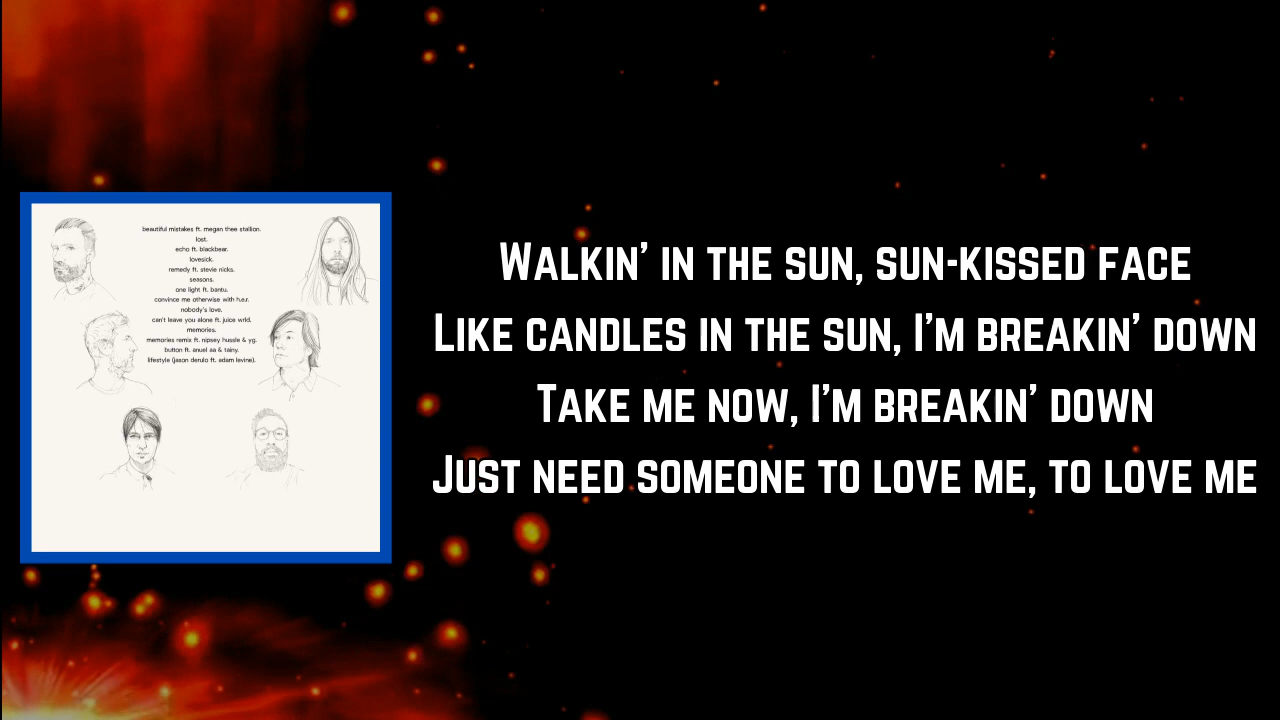 beautiful mistakes ft. megan thee stallion.
lost.
echo ft. blackbear.
lovesick.
remedy ft. stevie nicks.
seasons.
one light ft. bantu.
convince me otherwise with h.e.r.
nobody's love.
can't leave you alone ft. juice wrld.
memories.
memories remix ft. nipsey hussle & yg.
button ft. anuel aa & tainy.
lifestyle (jason derulo ft. adam levine).
Walkin' in the sun, sun-kissed face
Like candles in the sun, I'm breakin' down
Take me now, I'm breakin' down
Just need someone to love me, to love me